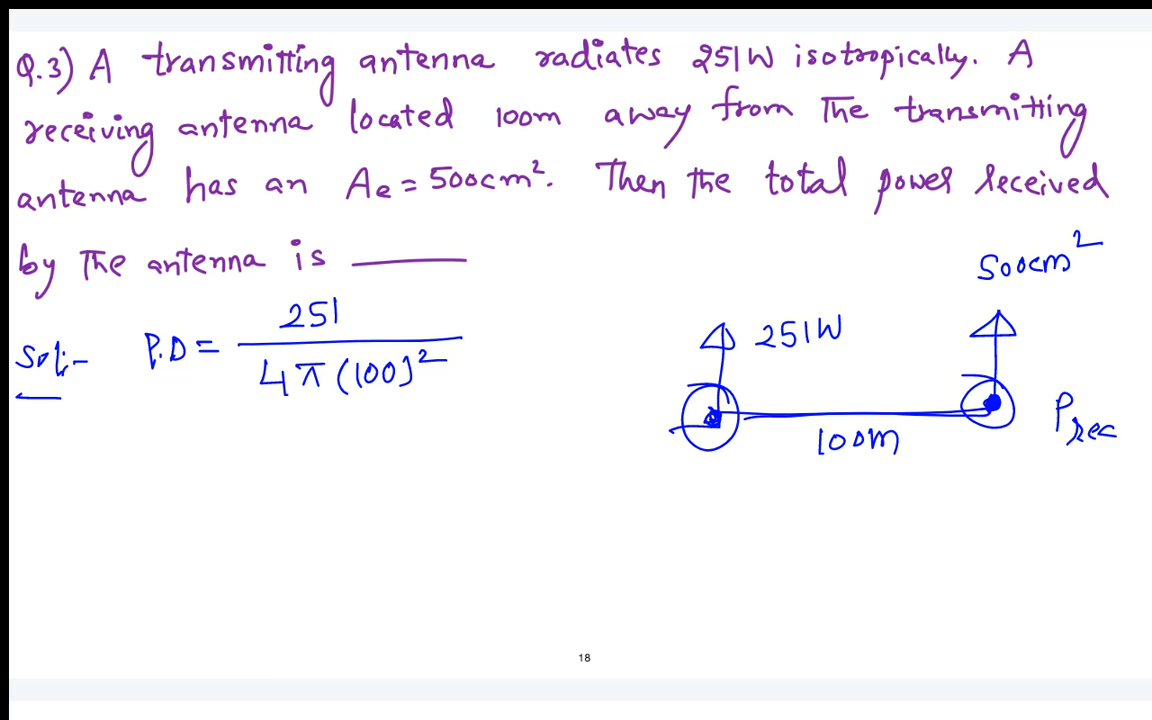 Q.3) A transmitting antenna radiates 251W isotropically. A
receiving antenna located 100m away from the transmitting
antenna has an Ae = 500cm². Then the total power received
by the antenna is ______
500cm²
Sol:- P.D = 251 / 4π(100)²
251W
100m
Prec
18